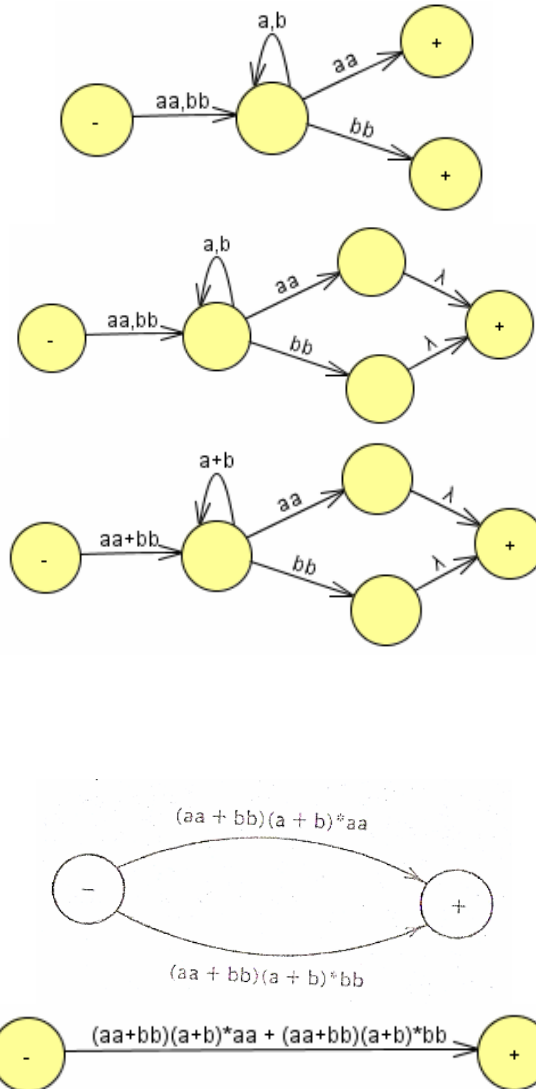 a,b
aa
+
aa,bb
-
bb
+
a,b
aa
λ
aa,bb
-
+
bb
λ
a+b
aa
λ
aa+bb
-
+
bb
λ
(aa + bb)(a + b)*aa
-
+
(aa + bb)(a + b)*bb
(aa+bb)(a+b)*aa + (aa+bb)(a+b)*bb
-
+